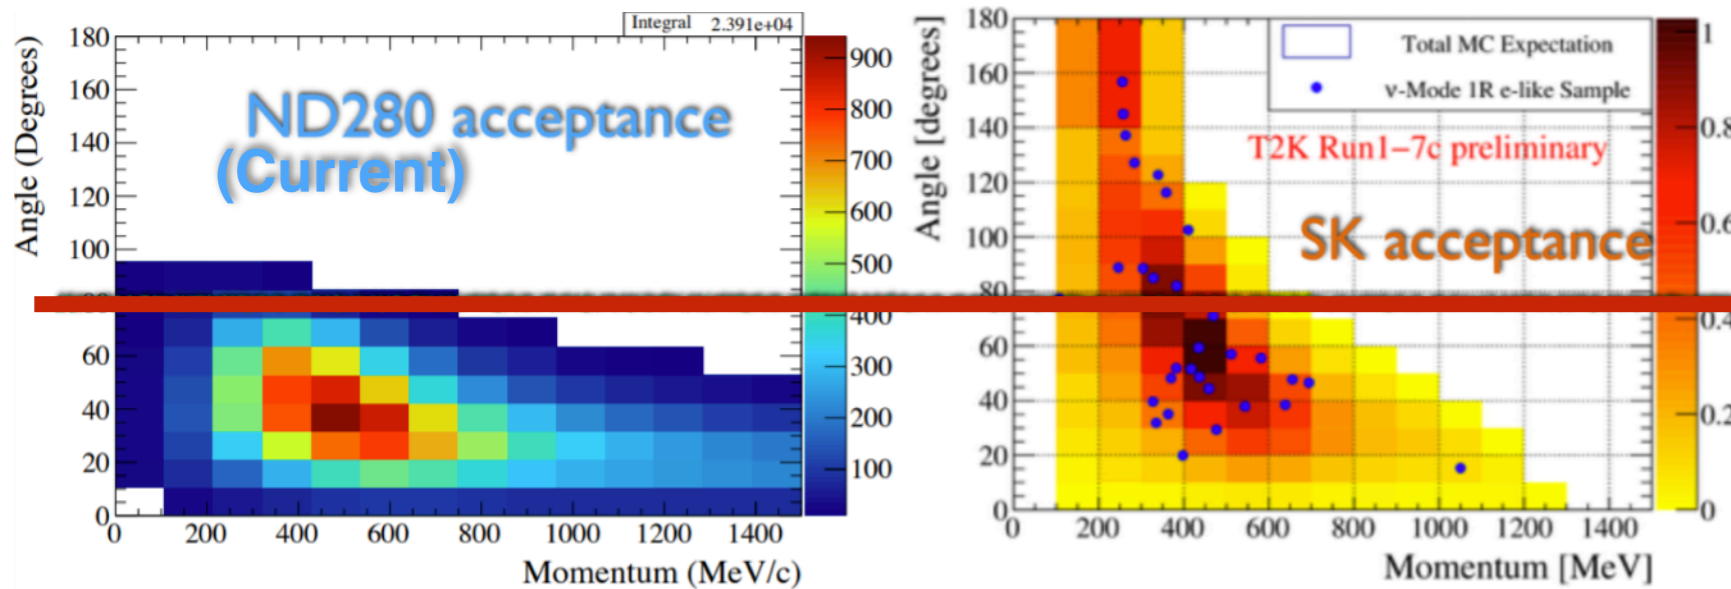 Integral 2.391e+04
ND280 acceptance
(Current)
Angle (Degrees)
180
160
140
120
100
60
40
20
0
0 200 400 600 800 1000 1200 1400
Momentum (MeV/c)
900
800
700
600
500
400
300
200
100
Total MC Expectation
ν-Mode 1R e-like Sample
T2K Run1−7c preliminary
SK acceptance
Angle [degrees]
180
160
140
120
100
80
60
40
20
0
0 200 400 600 800 1000 1200 1400
Momentum [MeV]
1
0.8
0.6
0.4
0.2
0